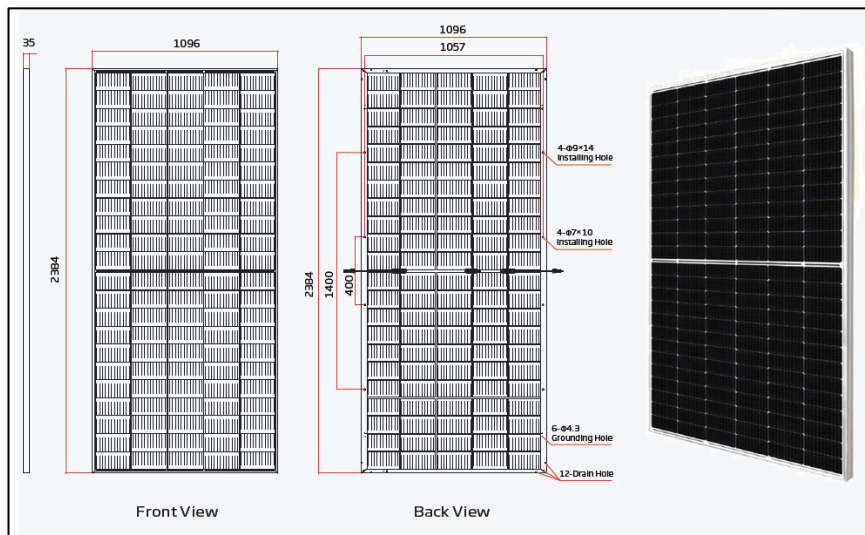 35
1096
2384
Front View
1096
1057
2384
1400
400
4-Φ9×14
Installing Hole
4-Φ7×10
Installing Hole
6-Φ4.3
Grounding Hole
12-Drain Hole
Back View